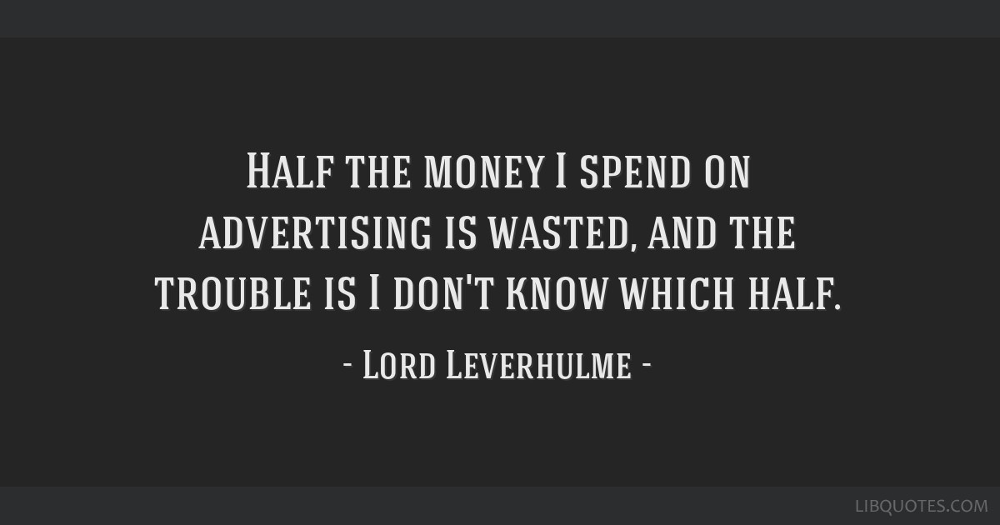 Half the money I spend on
advertising is wasted, and the
trouble is I don't know which half.
- Lord Leverhulme -
LIBQUOTES.COM